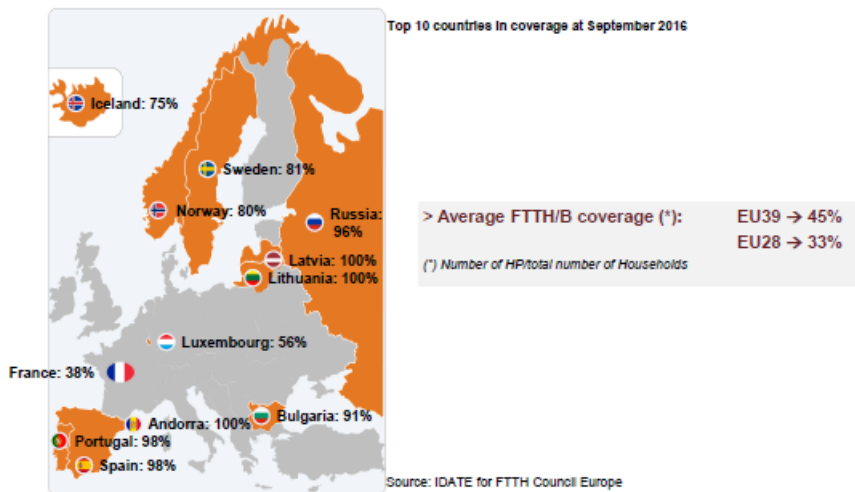 Top 10 countries in coverage at September 2016
Iceland: 75%
Sweden: 81%
Norway: 80%
Russia:
96%
> Average FTTH/B coverage (*): EU39 → 45%
EU28 → 33%
(*) Number of HP/total number of Households
Latvia: 100%
Lithuania: 100%
Luxembourg: 56%
France: 38%
Andorra: 100%
Bulgaria: 91%
Portugal: 98%
Spain: 98%
Source: IDATE for FTTH Council Europe